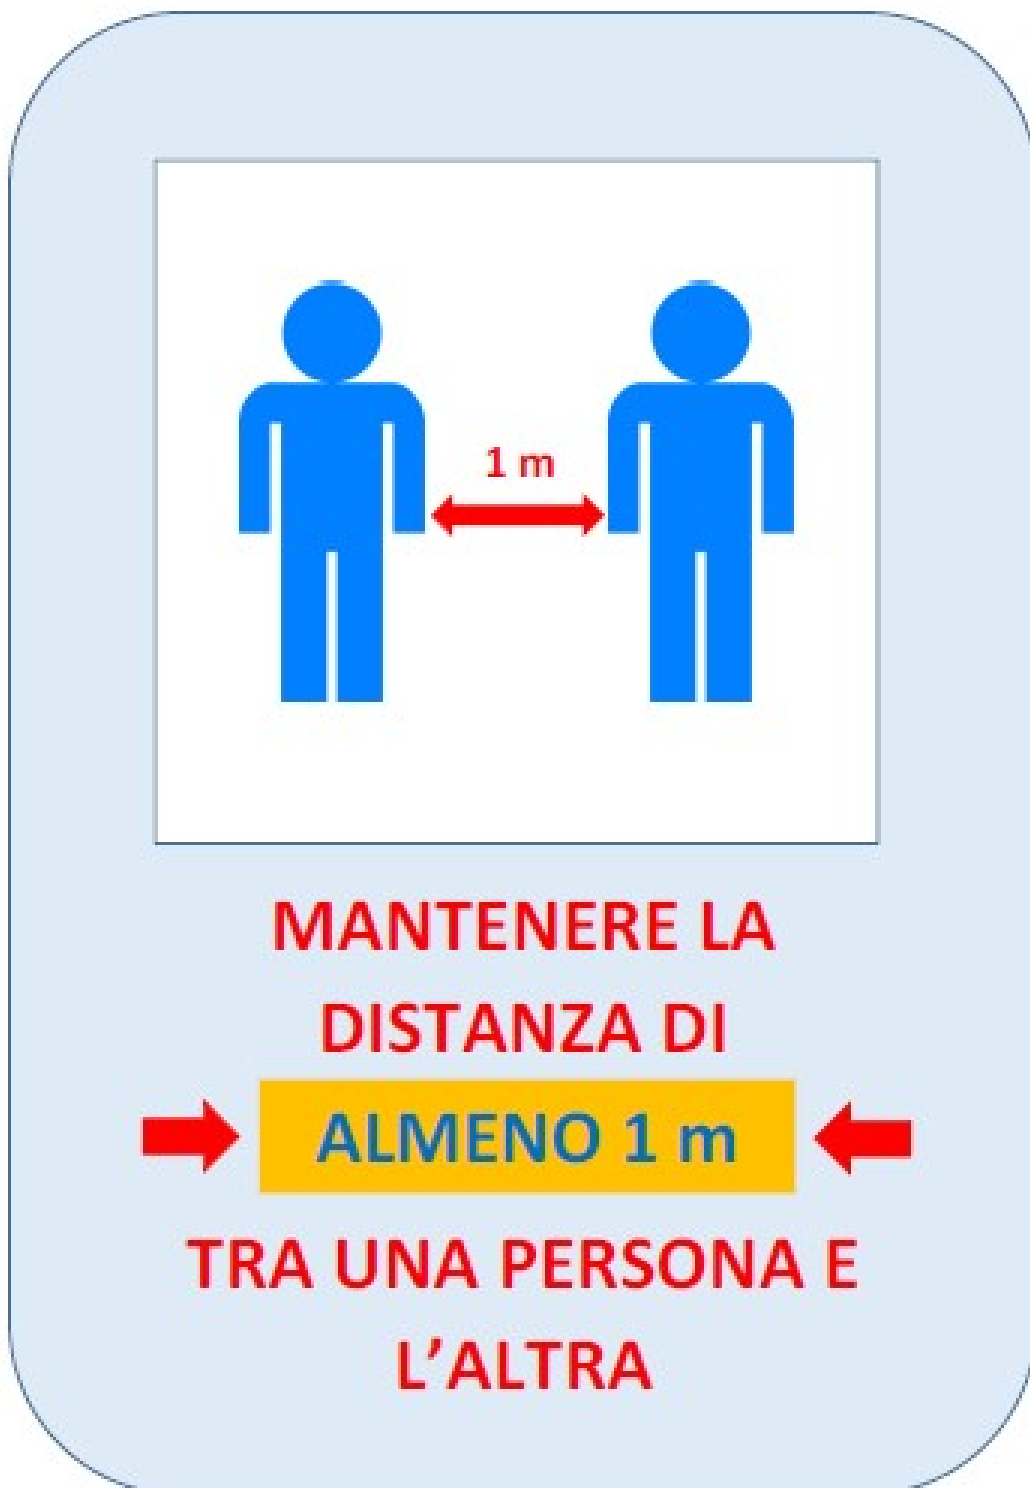 1 m
MANTENERE LA
DISTANZA DI
ALMENO 1 m
TRA UNA PERSONA E
L’ALTRA